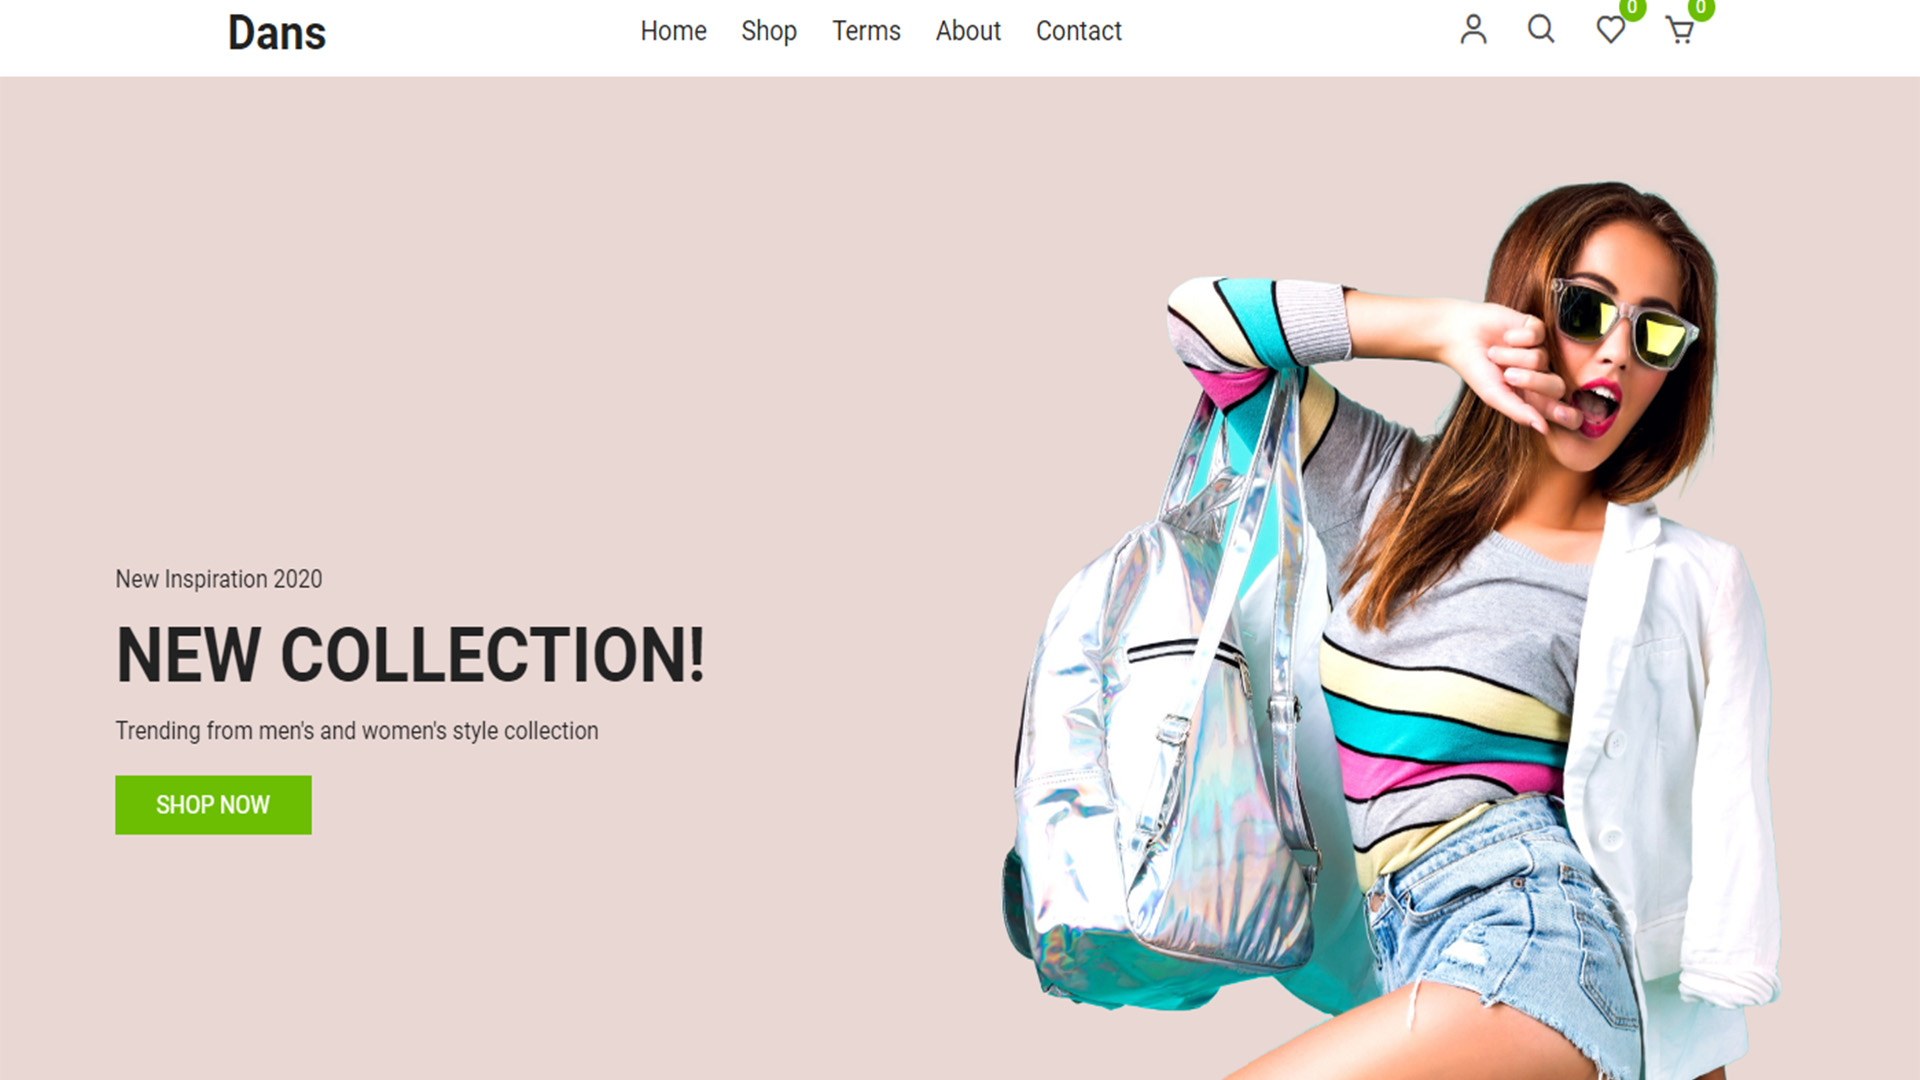 Dans
Home Shop Terms About Contact
0 0
New Inspiration 2020
NEW COLLECTION!
Trending from men's and women's style collection
SHOP NOW